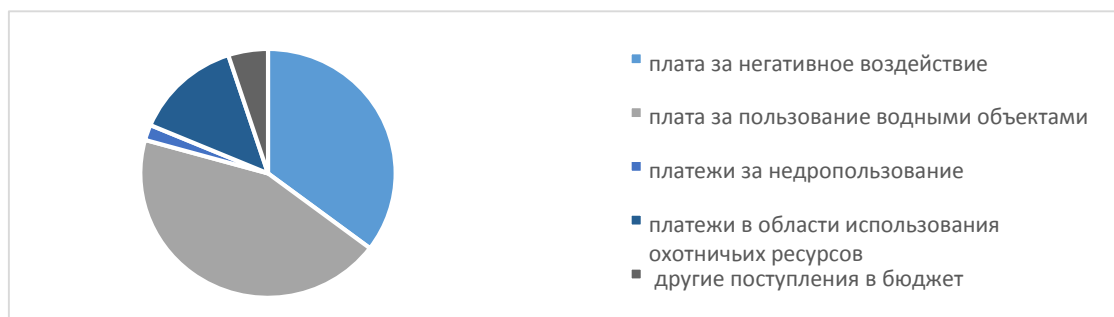 плата за негативное воздействие
плата за пользование водными объектами
платежи за недропользование
платежи в области использования
охотничьих ресурсов
другие поступления в бюджет